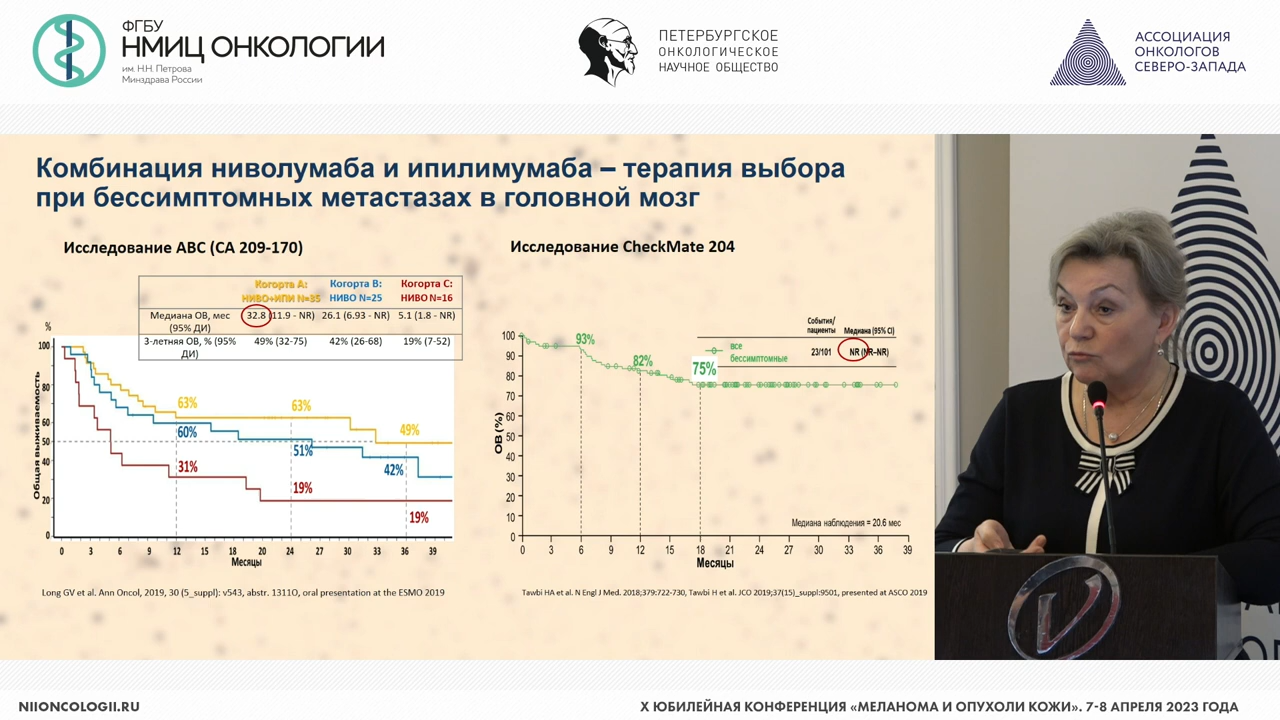 ФГБУ
НМИЦ ОНКОЛОГИИ
им. Н.Н. Петрова
Минздрава России
ПЕТЕРБУРГСКОЕ
ОНКОЛОГИЧЕСКОЕ
НАУЧНОЕ ОБЩЕСТВО
АССОЦИАЦИЯ
ОНКОЛОГОВ
СЕВЕРО-ЗАПАДА
Комбинация ниволумаба и ипилимумаба – терапия выбора
при бессимптомных метастазах в головной мозг
Исследование ABC (CA 209-170)
Когорта A: Когорта B: Когорта C:
НИВО+ИПИ N=35 НИВО N=25 НИВО N=16
Медиана ОВ, мес 32.8 (11.9 - NR) 26.1 (6.93 - NR) 5.1 (1.8 - NR)
(95% ДИ)
3-летняя ОВ, % (95% 49% (32-75) 42% (26-68) 19% (7-52)
ДИ)
%
100
80
60
50
40
20
0
Общая выживаемость
63% 63% 49%
60% 51% 42%
31% 19% 19%
0 3 6 9 12 15 18 20 24 27 30 33 36 39
Месяцы
Long GV et al. Ann Oncol, 2019, 30 (5_suppl): v543, abstr. 1311O, oral presentation at the ESMO 2019
Исследование CheckMate 204
События/
пациенты Медиана (95% CI)
все
бессимптомные
23/101 NR (NR–NR)
93%
82%
75%
100
90
80
70
60
50
40
30
20
10
0
ОВ (%)
0 3 6 9 12 15 18 21 24 27 30 33 36 39
Месяцы
Медиана наблюдения = 20.6 мес
Tawbi HA et al. N Engl J Med. 2018;379:722-730, Tawbi H et al. JCO 2019;37(15)_suppl:9501, presented at ASCO 2019
NIIONCOLOGII.RU
X ЮБИЛЕЙНАЯ КОНФЕРЕНЦИЯ «МЕЛАНОМА И ОПУХОЛИ КОЖИ». 7-8 АПРЕЛЯ 2023 ГОДА